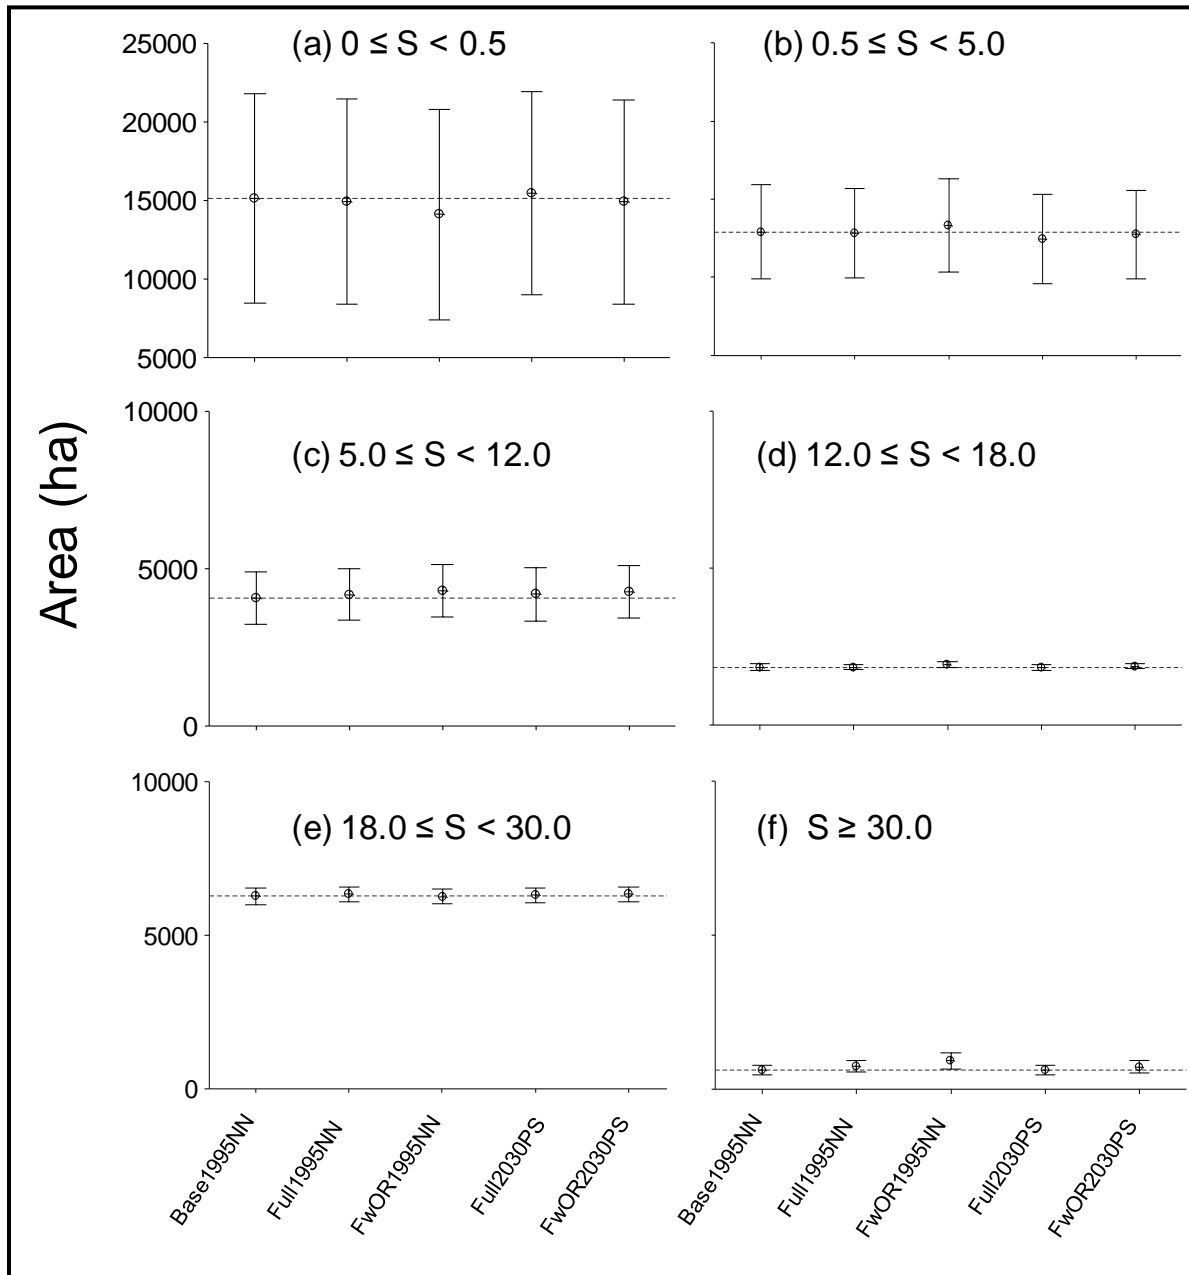 (a) 0 ≤ S < 0.5
(b) 0.5 ≤ S < 5.0
25000
20000
15000
10000
5000
Area (ha)
(c) 5.0 ≤ S < 12.0
(d) 12.0 ≤ S < 18.0
10000
5000
0
(e) 18.0 ≤ S < 30.0
(f) S ≥ 30.0
10000
5000
0
Base1995NN
Full1995NN
FwOR1995NN
Full2030PS
FwOR2030PS
Base1995NN
Full1995NN
FwOR1995NN
Full2030PS
FwOR2030PS